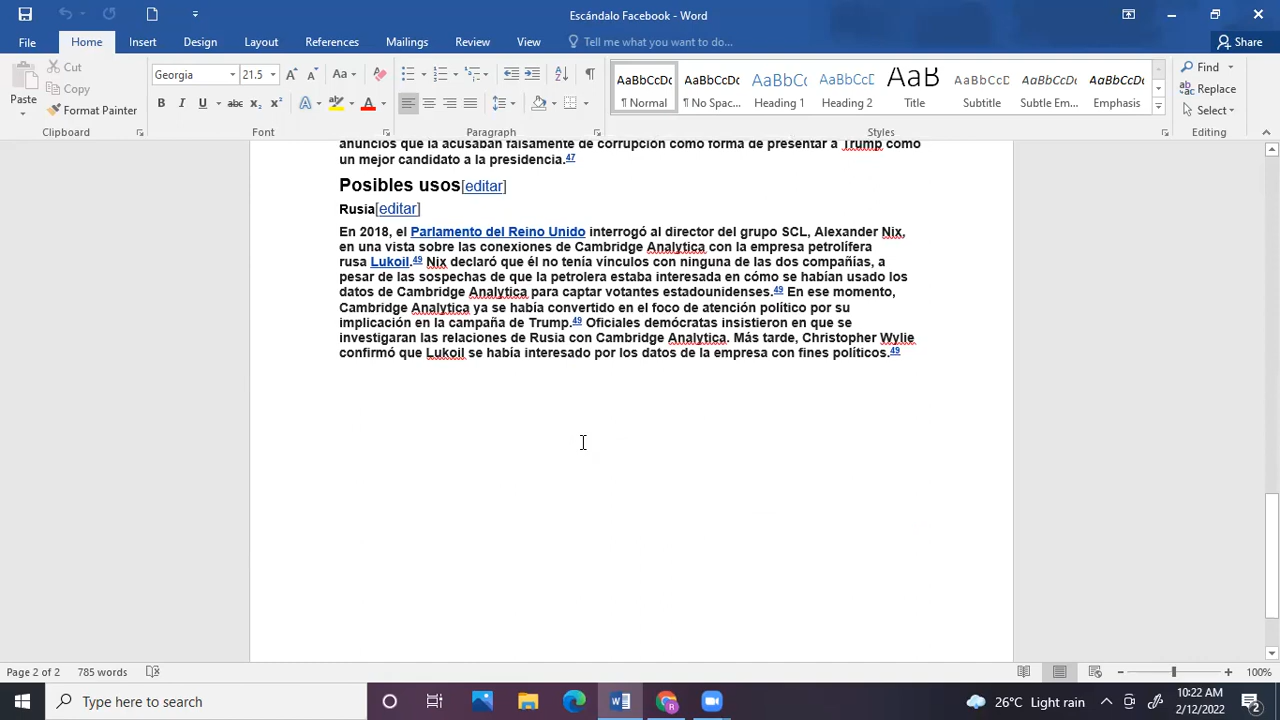 Escándalo Facebook - Word
File Home Insert Design Layout References Mailings Review View Tell me what you want to do... Share
Paste
Cut
Copy
Format Painter
Clipboard
Georgia 21.5
Font
Paragraph
AaBbCcDc AaBbCcDc AaBbCc AaBbCcD AaB AaBbCcD AaBbCcDc AaBbCcDc
¶ Normal ¶ No Spac... Heading 1 Heading 2 Title Subtitle Subtle Em... Emphasis
Styles
Find
Replace
Select
Editing
anuncios que la acusaban falsamente de corrupción como forma de presentar a Trump como
un mejor candidato a la presidencia.47
Posibles usos[editar]
Rusia[editar]
En 2018, el Parlamento del Reino Unido interrogó al director del grupo SCL, Alexander Nix,
en una vista sobre las conexiones de Cambridge Analytica con la empresa petrolífera
rusa Lukoil.49 Nix declaró que él no tenía vínculos con ninguna de las dos compañías, a
pesar de las sospechas de que la petrolera estaba interesada en cómo se habían usado los
datos de Cambridge Analytica para captar votantes estadounidenses.49 En ese momento,
Cambridge Analytica ya se había convertido en el foco de atención político por su
implicación en la campaña de Trump.49 Oficiales demócratas insistieron en que se
investigaran las relaciones de Rusia con Cambridge Analytica. Más tarde, Christopher Wylie
confirmó que Lukoil se había interesado por los datos de la empresa con fines políticos.49
Page 2 of 2 785 words 100%
Type here to search
26°C Light rain
10:22 AM
2/12/2022
2